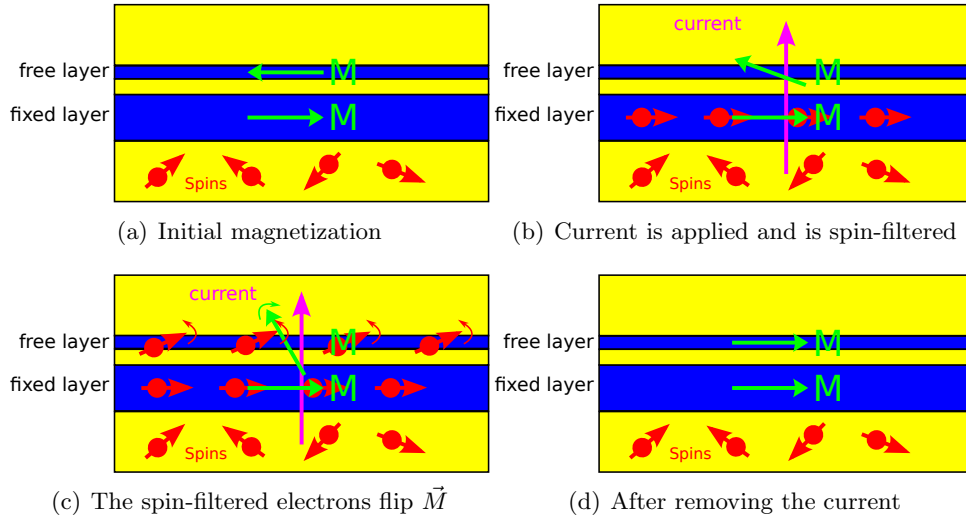 free layer
M
fixed layer
M
Spins
(a) Initial magnetization
current
free layer
M
fixed layer
M
Spins
(b) Current is applied and is spin-filtered
current
free layer
M
fixed layer
M
Spins
(c) The spin-filtered electrons flip M⃗
free layer
M
fixed layer
M
(d) After removing the current